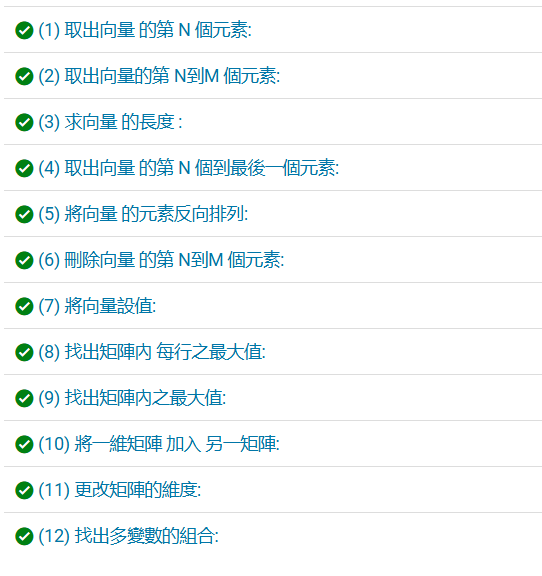 (1) 取出向量 的第 N 個元素:
(2) 取出向量的第 N到M 個元素:
(3) 求向量 的長度 :
(4) 取出向量 的第 N 個到最後一個元素:
(5) 將向量 的元素反向排列:
(6) 刪除向量 的第 N到M 個元素:
(7) 將向量設值:
(8) 找出矩陣內 每行之最大值:
(9) 找出矩陣內之最大值:
(10) 將一維矩陣 加入 另一矩陣:
(11) 更改矩陣的維度:
(12) 找出多變數的組合: